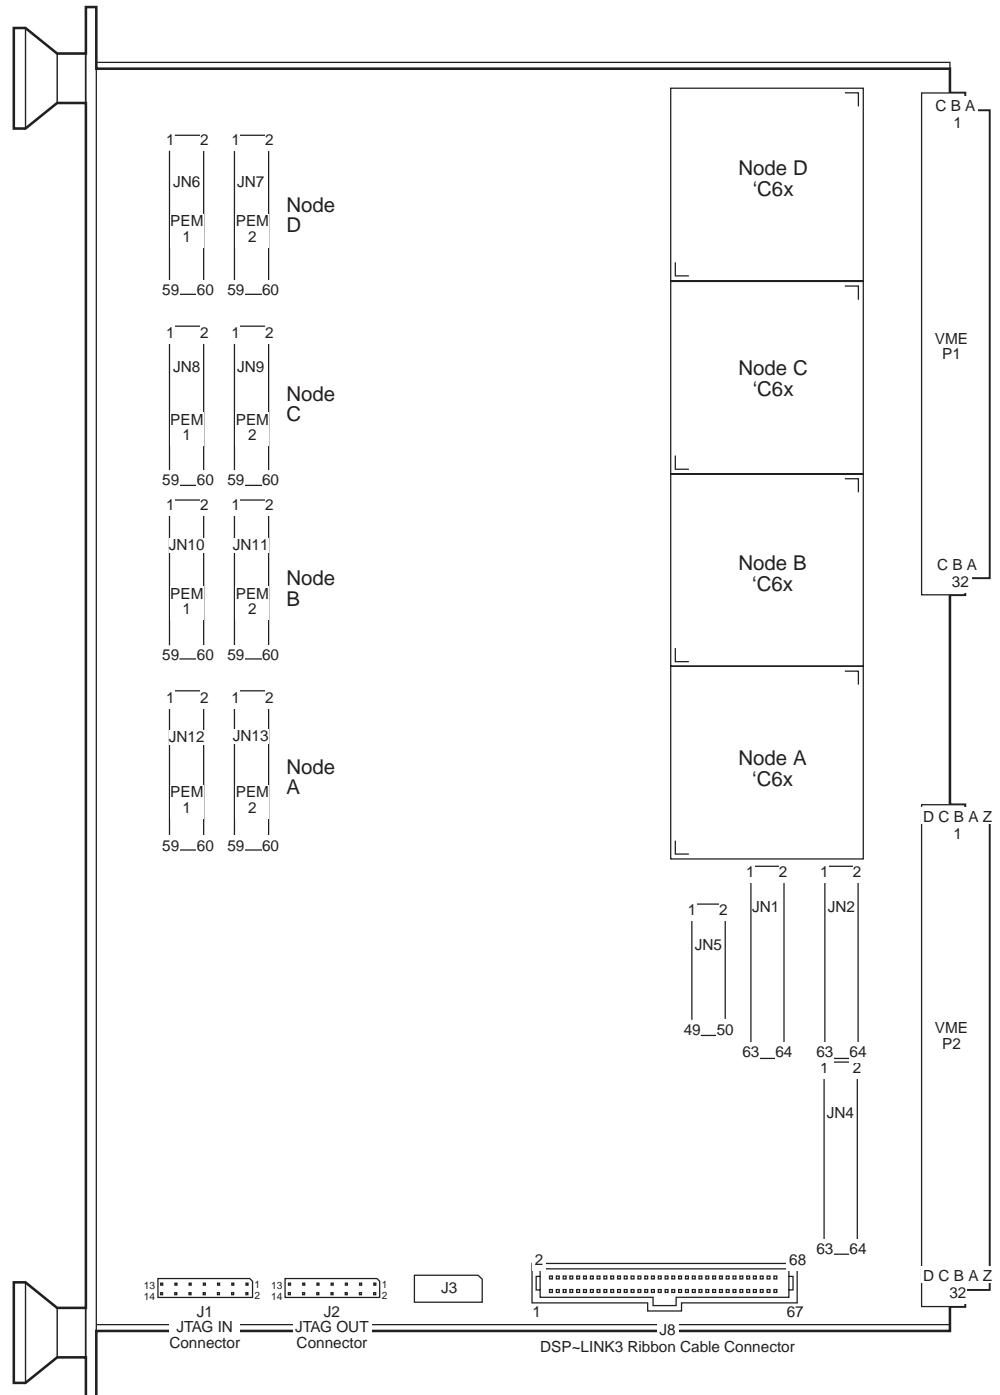 C B A
1
1 2 1 2
JN6 JN7
PEM 1 PEM 2
Node D
59 60 59 60
Node D
'C6x
1 2 1 2
JN8 JN9
PEM 1 PEM 2
Node C
59 60 59 60
Node C
'C6x
VME
P1
1 2 1 2
JN10 JN11
PEM 1 PEM 2
Node B
59 60 59 60
Node B
'C6x
C B A
32
1 2 1 2
JN12 JN13
PEM 1 PEM 2
Node A
59 60 59 60
Node A
'C6x
D C B A Z
1
1 2 1 2
JN1 JN2
1 2
JN5
49 50
63 64 63 64
VME
P2
1 2
JN4
63 64
D C B A Z
32
13 1 13 1
14 2 14 2
J3
2 68
1 67
J1
JTAG IN
Connector
J2
JTAG OUT
Connector
J8
DSP~LINK3 Ribbon Cable Connector